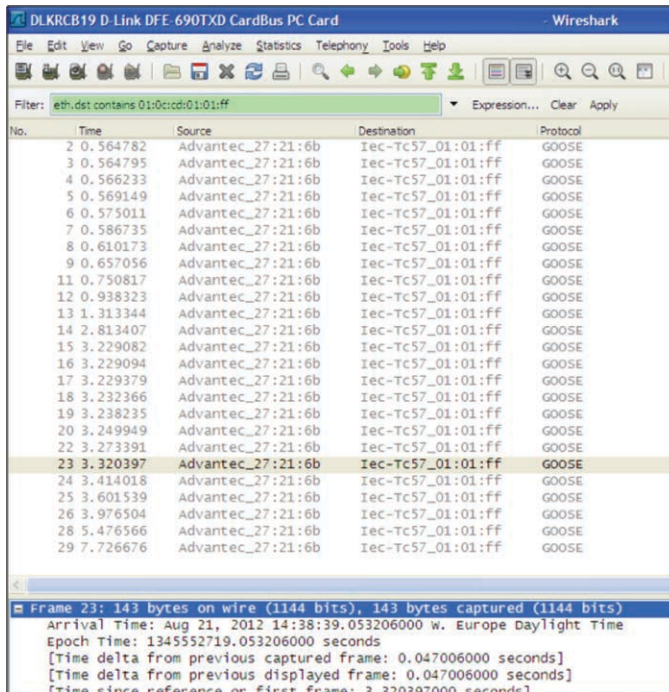 DLKRCB19 D-Link DFE-690TXD CardBus PC Card - Wireshark
File Edit View Go Capture Analyze Statistics Telephony Tools Help
Filter: eth.dst contains 01:0c:cd:01:01:ff Expression... Clear Apply
No. Time Source Destination Protocol
2 0.564782 Advantec_27:21:6b Iec-Tc57_01:01:ff GOOSE
3 0.564795 Advantec_27:21:6b Iec-Tc57_01:01:ff GOOSE
4 0.566233 Advantec_27:21:6b Iec-Tc57_01:01:ff GOOSE
5 0.569149 Advantec_27:21:6b Iec-Tc57_01:01:ff GOOSE
6 0.575011 Advantec_27:21:6b Iec-Tc57_01:01:ff GOOSE
7 0.586735 Advantec_27:21:6b Iec-Tc57_01:01:ff GOOSE
8 0.610173 Advantec_27:21:6b Iec-Tc57_01:01:ff GOOSE
9 0.657056 Advantec_27:21:6b Iec-Tc57_01:01:ff GOOSE
11 0.750817 Advantec_27:21:6b Iec-Tc57_01:01:ff GOOSE
12 0.938323 Advantec_27:21:6b Iec-Tc57_01:01:ff GOOSE
13 1.313344 Advantec_27:21:6b Iec-Tc57_01:01:ff GOOSE
14 2.813407 Advantec_27:21:6b Iec-Tc57_01:01:ff GOOSE
15 3.229082 Advantec_27:21:6b Iec-Tc57_01:01:ff GOOSE
16 3.229094 Advantec_27:21:6b Iec-Tc57_01:01:ff GOOSE
17 3.229379 Advantec_27:21:6b Iec-Tc57_01:01:ff GOOSE
18 3.232366 Advantec_27:21:6b Iec-Tc57_01:01:ff GOOSE
19 3.238235 Advantec_27:21:6b Iec-Tc57_01:01:ff GOOSE
20 3.249949 Advantec_27:21:6b Iec-Tc57_01:01:ff GOOSE
22 3.273391 Advantec_27:21:6b Iec-Tc57_01:01:ff GOOSE
23 3.320397 Advantec_27:21:6b Iec-Tc57_01:01:ff GOOSE
24 3.414018 Advantec_27:21:6b Iec-Tc57_01:01:ff GOOSE
25 3.601539 Advantec_27:21:6b Iec-Tc57_01:01:ff GOOSE
26 3.976504 Advantec_27:21:6b Iec-Tc57_01:01:ff GOOSE
28 5.476566 Advantec_27:21:6b Iec-Tc57_01:01:ff GOOSE
29 7.726676 Advantec_27:21:6b Iec-Tc57_01:01:ff GOOSE
Frame 23: 143 bytes on wire (1144 bits), 143 bytes captured (1144 bits)
Arrival Time: Aug 21, 2012 14:38:39.053206000 W. Europe Daylight Time
Epoch Time: 1345552719.053206000 seconds
[Time delta from previous captured frame: 0.047006000 seconds]
[Time delta from previous displayed frame: 0.047006000 seconds]
[Time since reference or first frame: 3.320397000 seconds]